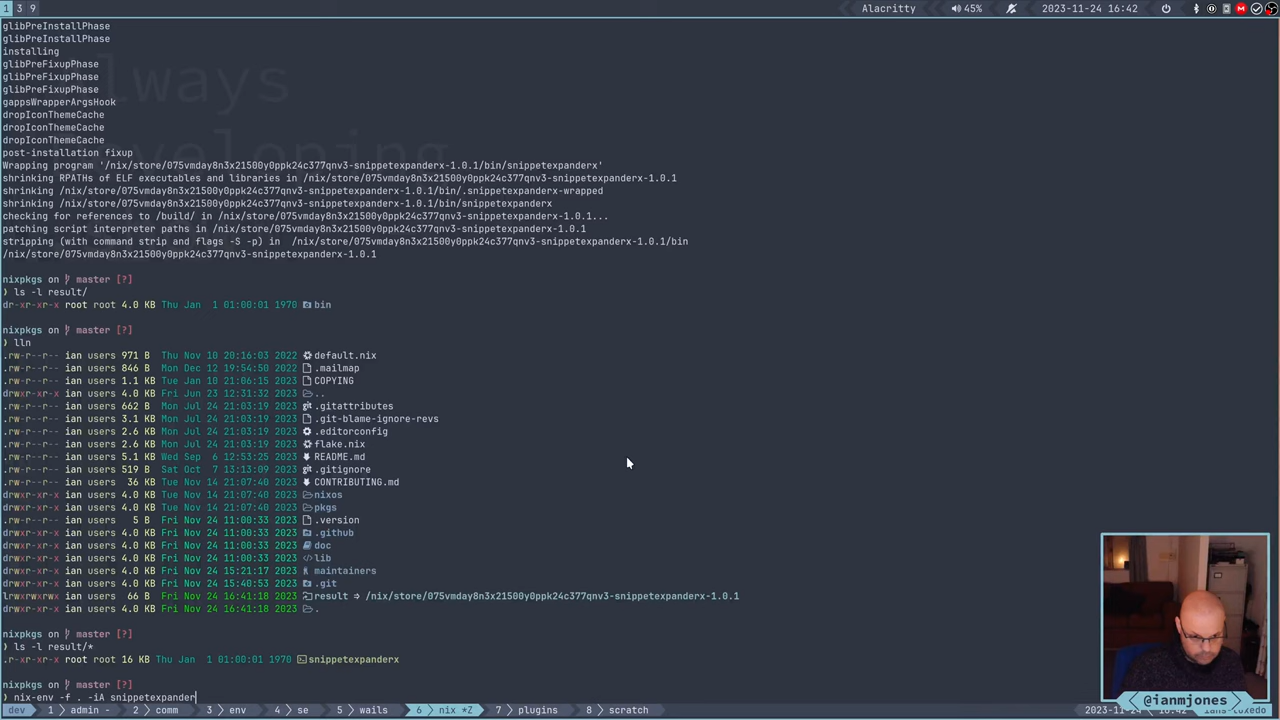 1 3 9 Alacritty 45% 2023-11-24 16:42
glibPreInstallPhase
glibPreInstallPhase
installing
glibPreFixupPhase
glibPreFixupPhase
glibPreFixupPhase
gappsWrapperArgsHook
dropIconThemeCache
dropIconThemeCache
dropIconThemeCache
post-installation fixup
Wrapping program '/nix/store/075vmday8n3x21500y0ppk24c377qnv3-snippetexpanderx-1.0.1/bin/snippetexpanderx'
shrinking RPATHs of ELF executables and libraries in /nix/store/075vmday8n3x21500y0ppk24c377qnv3-snippetexpanderx-1.0.1
shrinking /nix/store/075vmday8n3x21500y0ppk24c377qnv3-snippetexpanderx-1.0.1/bin/.snippetexpanderx-wrapped
shrinking /nix/store/075vmday8n3x21500y0ppk24c377qnv3-snippetexpanderx-1.0.1/bin/snippetexpanderx
checking for references to /build/ in /nix/store/075vmday8n3x21500y0ppk24c377qnv3-snippetexpanderx-1.0.1...
patching script interpreter paths in /nix/store/075vmday8n3x21500y0ppk24c377qnv3-snippetexpanderx-1.0.1
stripping (with command strip and flags -S -p) in  /nix/store/075vmday8n3x21500y0ppk24c377qnv3-snippetexpanderx-1.0.1/bin
/nix/store/075vmday8n3x21500y0ppk24c377qnv3-snippetexpanderx-1.0.1
nixpkgs on master [?]
❯ ls -l result/
dr-xr-xr-x root root 4.0 KB Thu Jan  1 01:00:01 1970 bin
nixpkgs on master [?]
❯ lln
.rw-r--r-- ian users 971 B  Thu Nov 10 20:16:03 2022 default.nix
.rw-r--r-- ian users 846 B  Mon Dec 12 19:54:50 2022 .mailmap
.rw-r--r-- ian users 1.1 KB Tue Jan 10 21:06:15 2023 COPYING
drwxr-xr-x ian users 4.0 KB Fri Jun 23 12:31:32 2023 ..
.rw-r--r-- ian users 662 B  Mon Jul 24 21:03:19 2023 .gitattributes
.rw-r--r-- ian users 3.1 KB Mon Jul 24 21:03:19 2023 .git-blame-ignore-revs
.rw-r--r-- ian users 2.6 KB Mon Jul 24 21:03:19 2023 .editorconfig
.rw-r--r-- ian users 2.6 KB Mon Jul 24 21:03:19 2023 flake.nix
.rw-r--r-- ian users 5.1 KB Wed Sep  6 12:53:25 2023 README.md
.rw-r--r-- ian users 519 B  Sat Oct  7 13:13:09 2023 .gitignore
.rw-r--r-- ian users  36 KB Tue Nov 14 21:07:40 2023 CONTRIBUTING.md
drwxr-xr-x ian users 4.0 KB Tue Nov 14 21:07:40 2023 nixos
drwxr-xr-x ian users 4.0 KB Tue Nov 14 21:07:40 2023 pkgs
.rw-r--r-- ian users   5 B  Fri Nov 24 11:00:33 2023 .version
drwxr-xr-x ian users 4.0 KB Fri Nov 24 11:00:33 2023 .github
drwxr-xr-x ian users 4.0 KB Fri Nov 24 11:00:33 2023 doc
drwxr-xr-x ian users 4.0 KB Fri Nov 24 11:00:33 2023 lib
drwxr-xr-x ian users 4.0 KB Fri Nov 24 15:21:17 2023 maintainers
drwxr-xr-x ian users 4.0 KB Fri Nov 24 15:40:53 2023 .git
lrwxrwxrwx ian users  66 B  Fri Nov 24 16:41:18 2023 result ⇒ /nix/store/075vmday8n3x21500y0ppk24c377qnv3-snippetexpanderx-1.0.1
drwxr-xr-x ian users 4.0 KB Fri Nov 24 16:41:18 2023 .
nixpkgs on master [?]
❯ ls -l result/*
.r-xr-xr-x root root 16 KB Thu Jan  1 01:00:01 1970 snippetexpanderx
nixpkgs on master [?]
❯ nix-env -f . -iA snippetexpander
@ianmjones
dev 1 admin - 2 comm 3 env 4 se 5 wails 6 nix *Z 7 plugins 8 scratch 2023-11-24